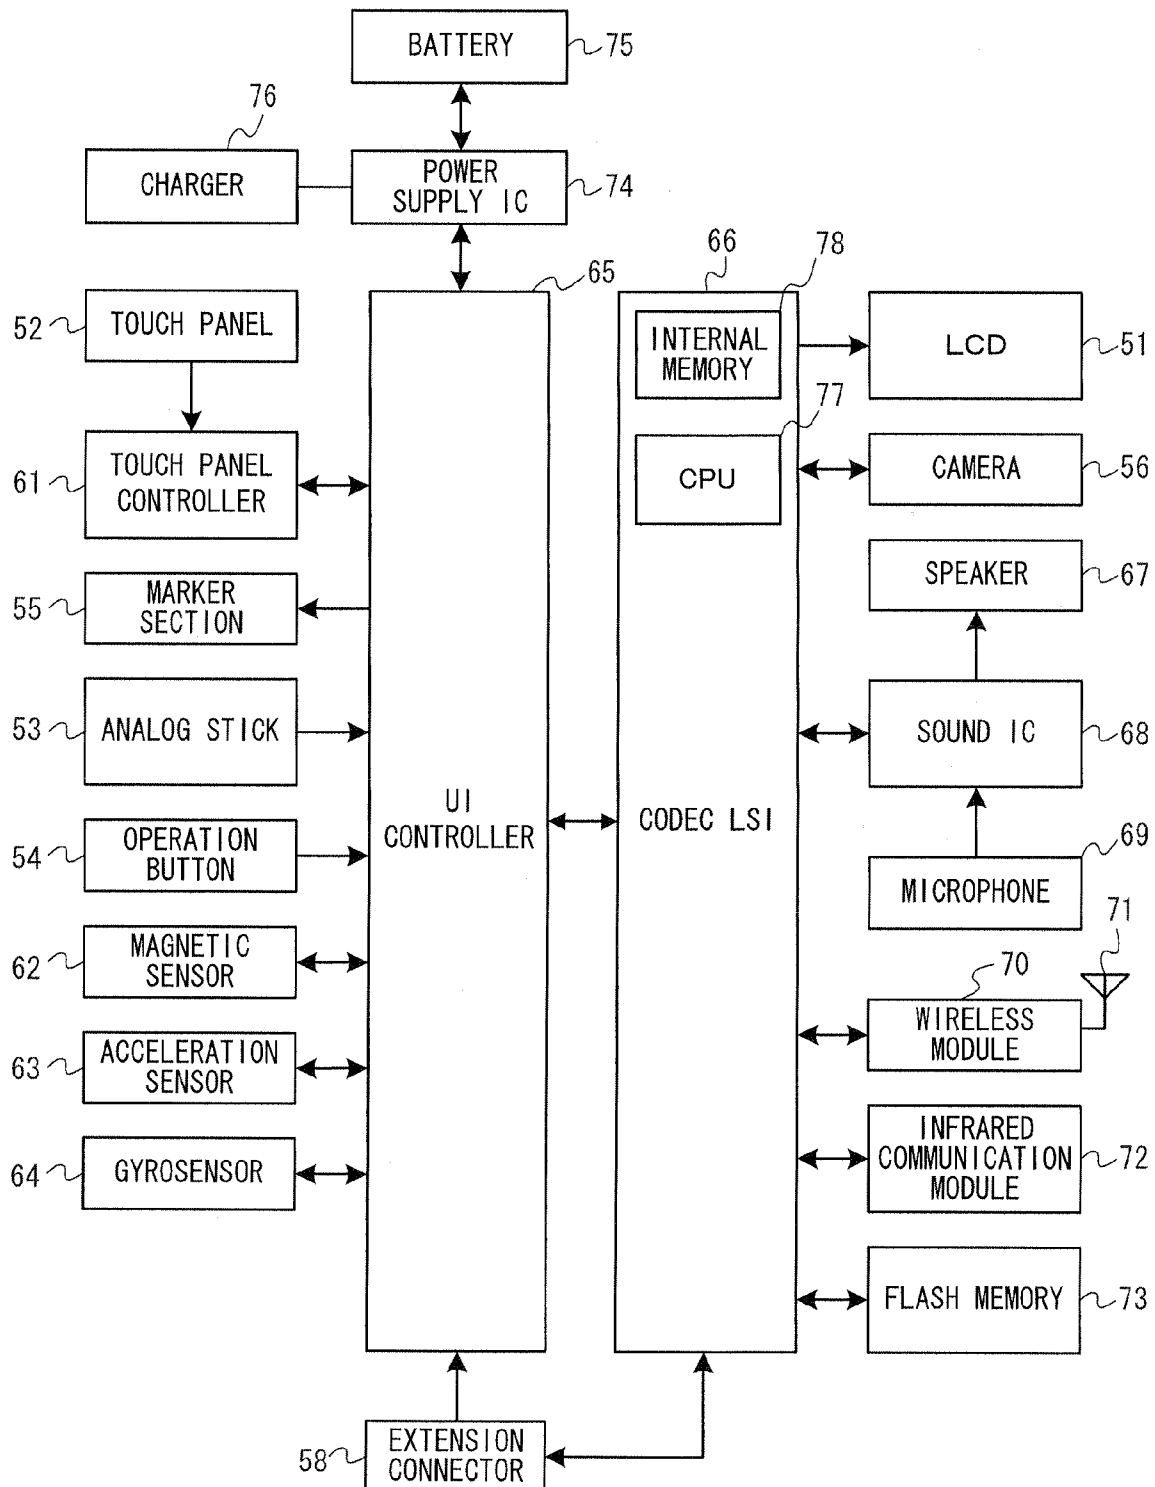 BATTERY
75
76
CHARGER
POWER
SUPPLY IC
74
65
66
78
52
TOUCH PANEL
INTERNAL
MEMORY
LCD
51
77
61
TOUCH PANEL
CONTROLLER
CPU
CAMERA
56
55
MARKER
SECTION
SPEAKER
67
53
ANALOG STICK
SOUND IC
68
UI
CONTROLLER
CODEC LSI
54
OPERATION
BUTTON
69
MICROPHONE
71
62
MAGNETIC
SENSOR
70
WIRELESS
MODULE
63
ACCELERATION
SENSOR
INFRARED
COMMUNICATION
MODULE
72
64
GYROSENSOR
FLASH MEMORY
73
58
EXTENSION
CONNECTOR